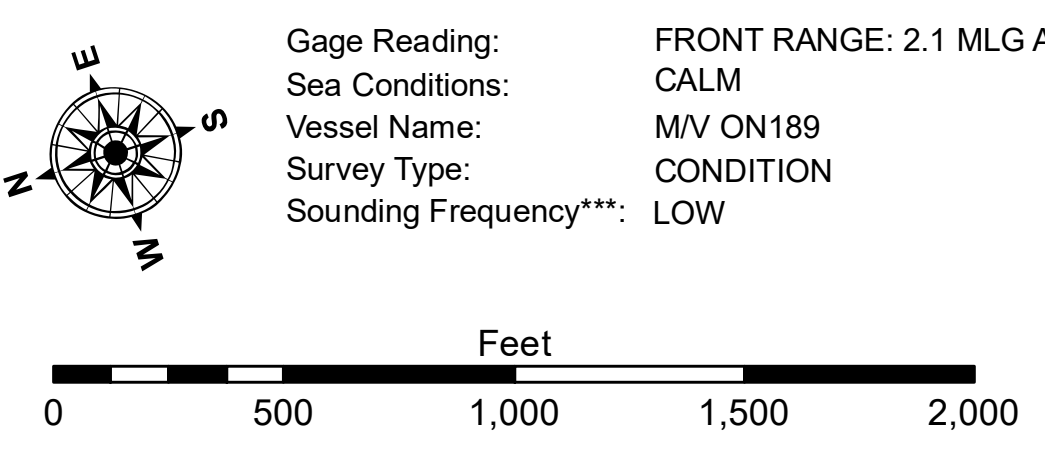 E
S
N
W
Gage Reading: FRONT RANGE: 2.1 MLG A
Sea Conditions: CALM
Vessel Name: M/V ON189
Survey Type: CONDITION
Sounding Frequency***: LOW
Feet
0 500 1,000 1,500 2,000